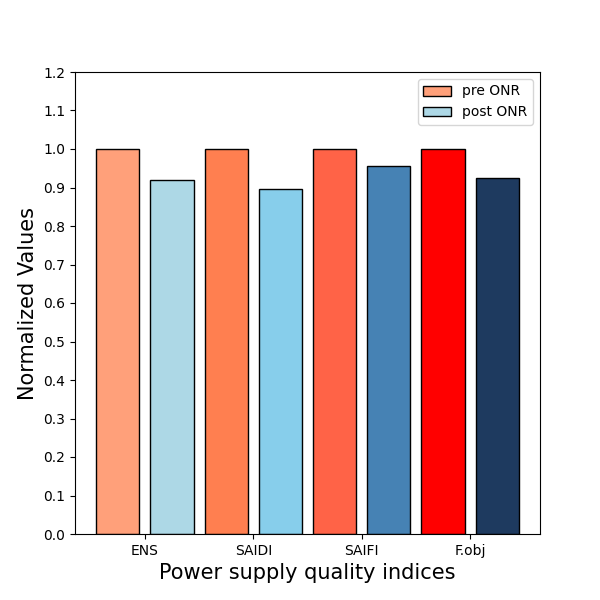 pre ONR
post ONR
1.2
1.1
1.0
0.9
0.8
0.7
0.6
0.5
0.4
0.3
0.2
0.1
0.0
Normalized Values
ENS SAIDI SAIFI F.obj
Power supply quality indices